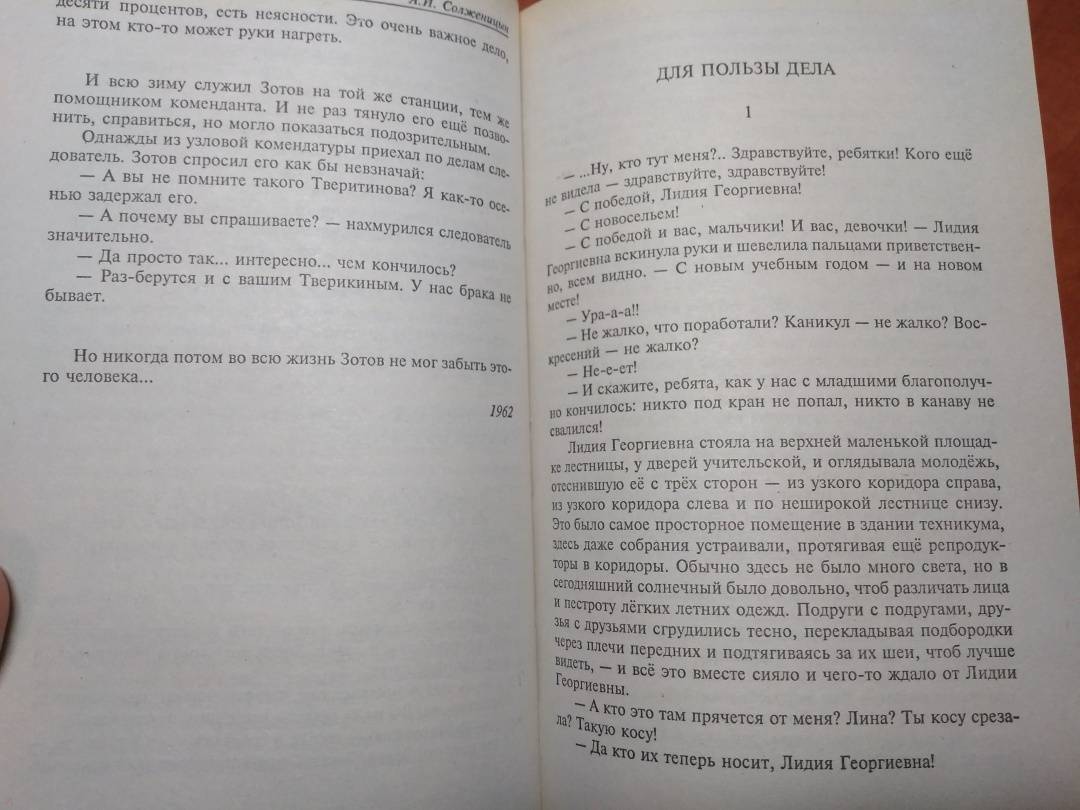 А.И. Солженицын
десяти процентов, есть неясности. Это очень важное дело,
на этом кто-то может руки нагреть.
И всю зиму служил Зотов на той же станции, тем же
помощником коменданта. И не раз тянуло его ещё позво-
нить, справиться, но могло показаться подозрительным.
Однажды из узловой комендатуры приехал по делам сле-
дователь. Зотов спросил его как бы невзначай:
— А вы не помните такого Тверитинова? Я как-то осе-
нью задержал его.
— А почему вы спрашиваете? — нахмурился следователь
значительно.
— Да просто так... интересно... чем кончилось?
— Раз-берутся и с вашим Тверикиным. У нас брака не
бывает.
Но никогда потом во всю жизнь Зотов не мог забыть это-
го человека...
1962
ДЛЯ ПОЛЬЗЫ ДЕЛА
1
— ...Ну, кто тут меня?.. Здравствуйте, ребятки! Кого ещё
не видела — здравствуйте, здравствуйте!
— С победой, Лидия Георгиевна!
— С новосельем!
— С победой и вас, мальчики! И вас, девочки! — Лидия
Георгиевна вскинула руки и шевелила пальцами приветствен-
но, всем видно. — С новым учебным годом — и на новом
месте!
— Ура-а-а!!
— Не жалко, что поработали? Каникул — не жалко? Вос-
кресений — не жалко?
— Не-е-ет!
— И скажите, ребята, как у нас с младшими благополуч-
но кончилось: никто под кран не попал, никто в канаву не
свалился!
Лидия Георгиевна стояла на верхней маленькой площад-
ке лестницы, у дверей учительской, и оглядывала молодёжь,
отеснившую её с трёх сторон — из узкого коридора справа,
из узкого коридора слева и по неширокой лестнице снизу.
Это было самое просторное помещение в здании техникума,
здесь даже собрания устраивали, протягивая ещё репродук-
торы в коридоры. Обычно здесь не было много света, но в
сегодняшний солнечный было довольно, чтоб различать лица
и пестроту лёгких летних одежд. Подруги с подругами, дру-
зья с друзьями сгрудились тесно, перекладывая подбородки
через плечи передних и подтягиваясь за их шеи, чтоб лучше
видеть, — и всё это вместе сияло и чего-то ждало от Лидии
Георгиевны.
— А кто это там прячется от меня? Лина? Ты косу среза-
ла? Такую косу!
— Да кто их теперь носит, Лидия Георгиевна!